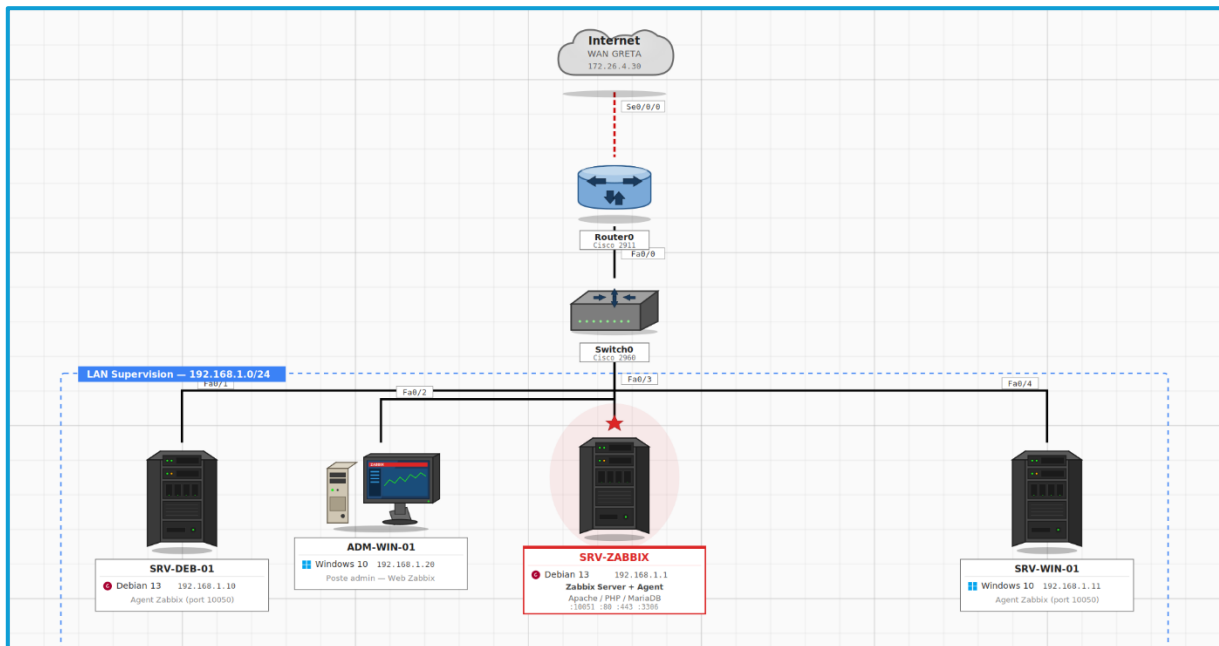 Internet
WAN GRETA
172.26.4.30
Se0/0/0
Router0
Cisco 2911
Fa0/0
Switch0
Cisco 2960
LAN Supervision — 192.168.1.0/24
Fa0/1
Fa0/2
Fa0/3
Fa0/4
ZABBIX
SRV-DEB-01
Debian 13 192.168.1.10
Agent Zabbix (port 10050)
ADM-WIN-01
Windows 10 192.168.1.20
Poste admin — Web Zabbix
SRV-ZABBIX
Debian 13 192.168.1.1
Zabbix Server + Agent
Apache / PHP / MariaDB
:10051 :80 :443 :3306
SRV-WIN-01
Windows 10 192.168.1.11
Agent Zabbix (port 10050)